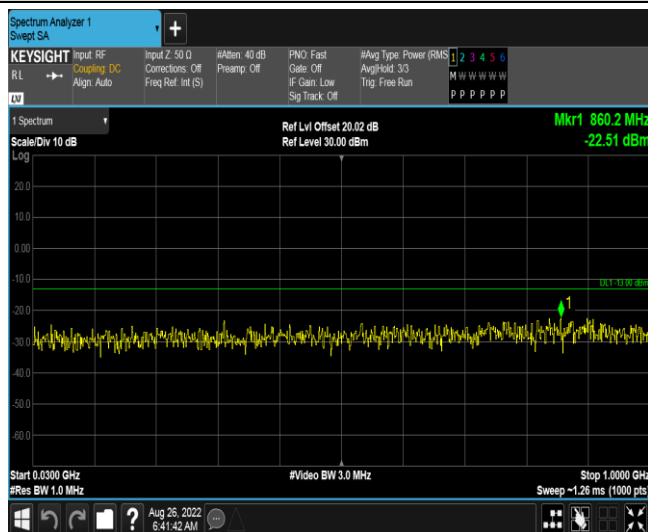 Spectrum Analyzer 1
Swept SA
+
KEYSIGHT
RL
LXI
Input: RF
Coupling: DC
Align: Auto
Input Z: 50 Ω
Corrections: Off
Freq Ref: Int (S)
#Atten: 40 dB
Preamp: Off
PNO: Fast
Gate: Off
IF Gain: Low
Sig Track: Off
#Avg Type: Power (RMS
Avg|Hold: 3/3
Trig: Free Run
1 2 3 4 5 6
M W W W W W
P P P P P P
1 Spectrum
Scale/Div 10 dB
Log
Ref Lvl Offset 20.02 dB
Ref Level 30.00 dBm
Mkr1 860.2 MHz
-22.51 dBm
20.0
10.0
0.00
-10.0
DL1 -13.00 dBm
1
-20.0
-30.0
-40.0
-50.0
-60.0
Start 0.0300 GHz
#Res BW 1.0 MHz
#Video BW 3.0 MHz
Stop 1.0000 GHz
Sweep ~1.26 ms (1000 pts)
?
Aug 26, 2022
6:41:42 AM